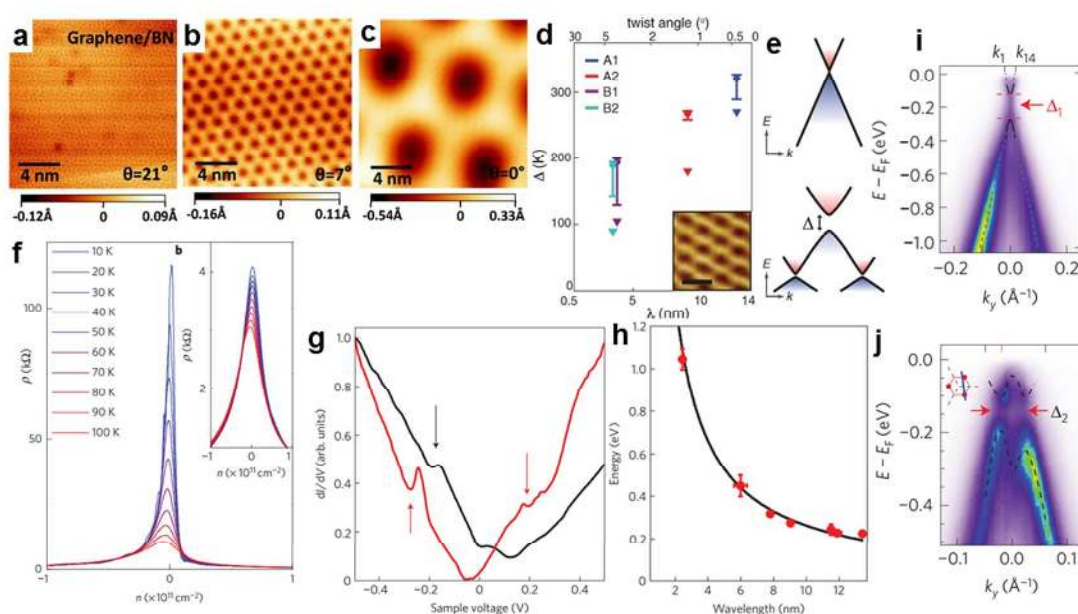 a
Graphene/BN
4 nm
θ=21°
-0.12Å 0 0.09Å
b
4 nm
θ=7°
-0.16Å 0 0.11Å
c
4 nm
θ=0°
-0.54Å 0 0.33Å
d
twist angle (°)
30 5 2 1 0.5
A1
A2
B1
B2
300
200
100
0
Δ (K)
0.5 5 10 14
λ (nm)
e
E
k
Δ
E
k
i
k1 k14
0.0
-0.2
-0.4
-0.6
-0.8
-1.0
E − EF (eV)
Δ1
-0.2 0.0 0.2
ky (Å−1)
f
10 K
20 K
30 K
40 K
50 K
60 K
70 K
80 K
90 K
100 K
100
50
0
ρ (kΩ)
-1 0 1
n (×10¹¹ cm−2)
b
4
2
ρ (kΩ)
-1 0 1
n (×10¹¹ cm−2)
g
1.0
0.8
0.6
0.4
0.2
0
dI/dV (arb. units)
−0.4 −0.2 0 0.2 0.4
Sample voltage (V)
h
1.2
1.0
0.8
0.6
0.4
0.2
0
Energy (eV)
2 4 6 8 10 12
Wavelength (nm)
j
0.0
-0.2
-0.4
E − EF (eV)
Δ2
-0.1 0.0 0.1
ky (Å−1)